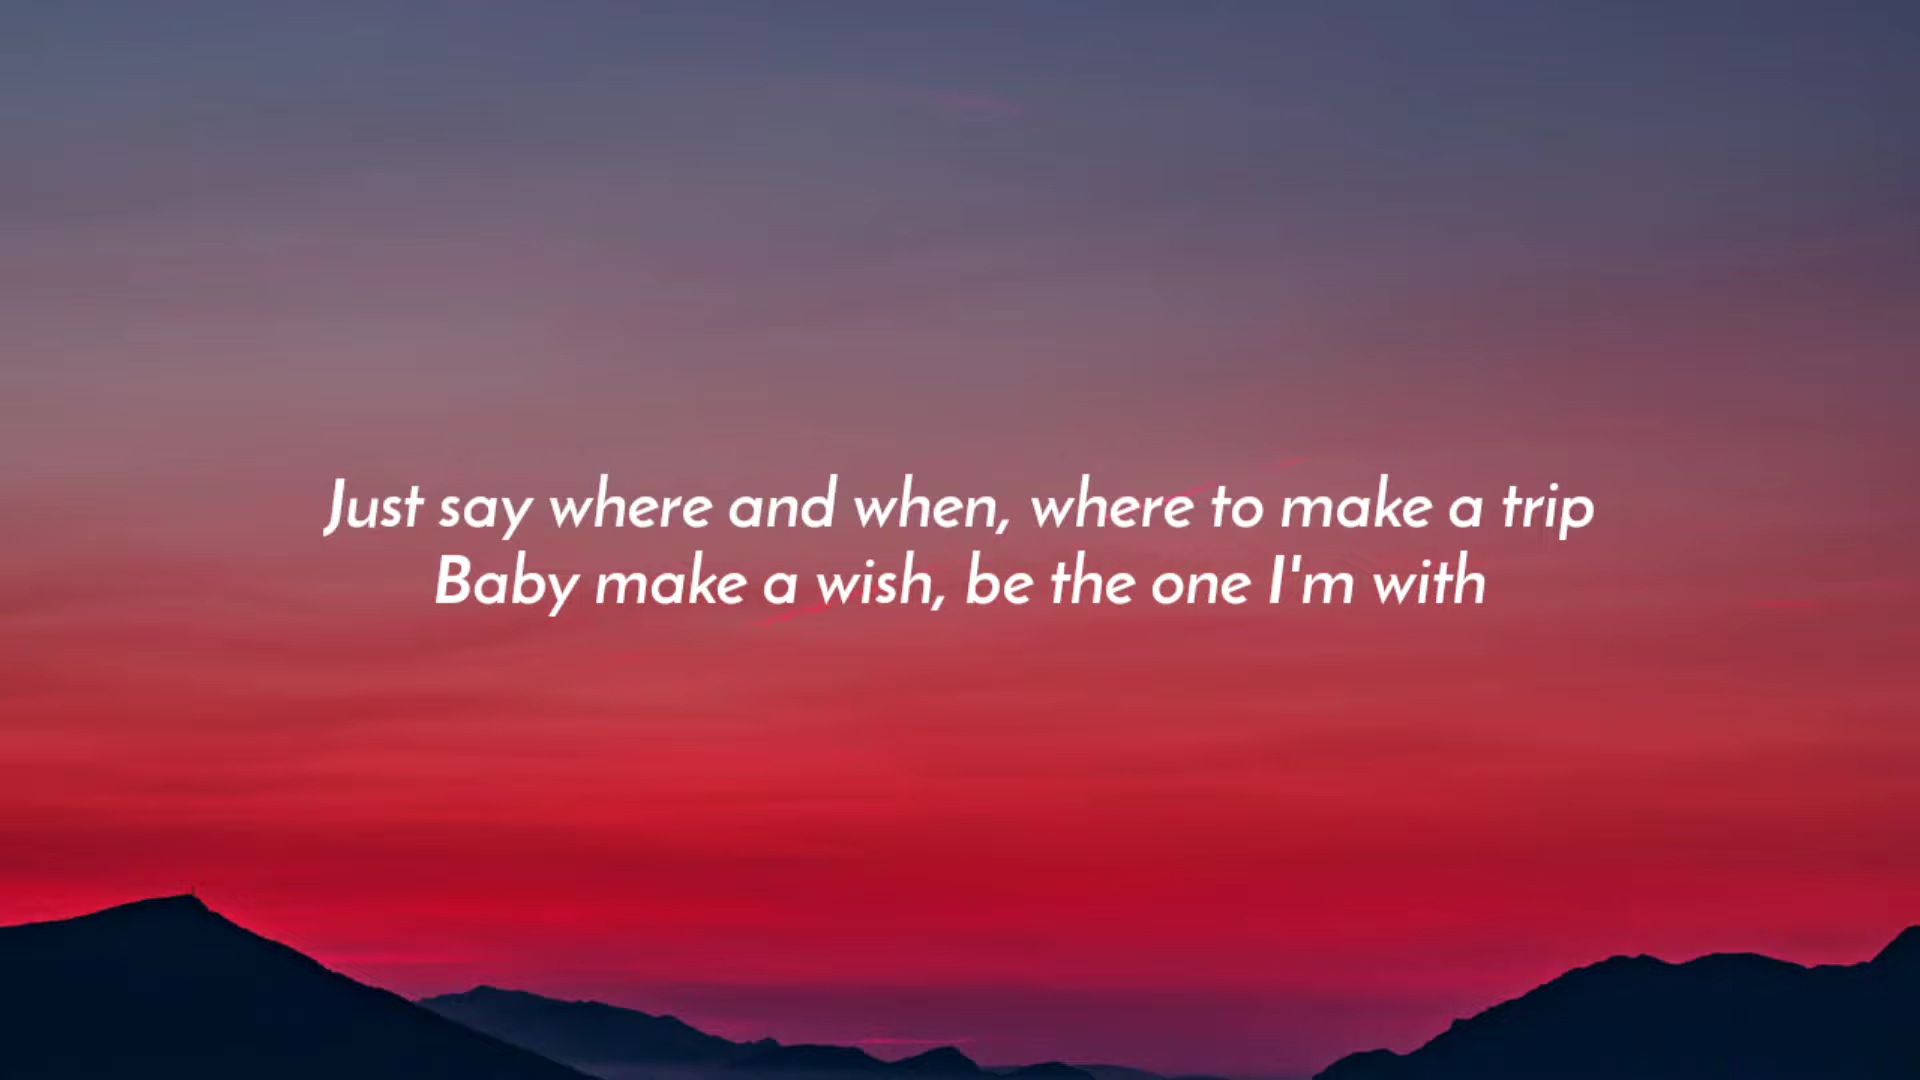 Just say where and when, where to make a trip
Baby make a wish, be the one I'm with